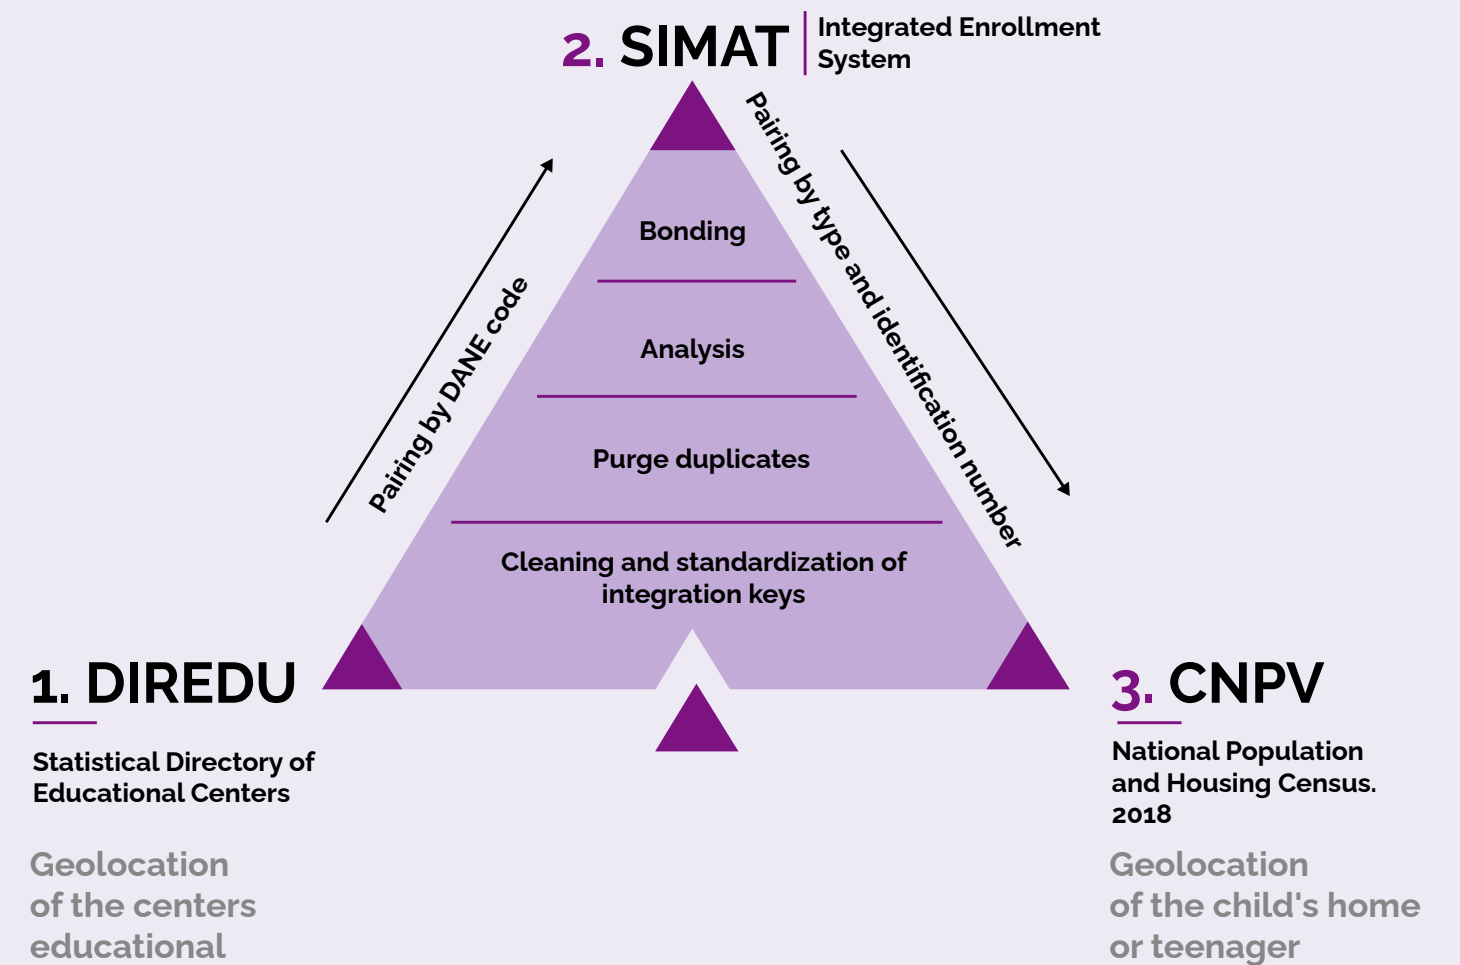 2. SIMAT
Integrated Enrollment
System
Pairing by DANE code
Pairing by type and identification number
Bonding
Analysis
Purge duplicates
Cleaning and standardization of
integration keys
1. DIREDU
Statistical Directory of
Educational Centers
Geolocation
of the centers
educational
3. CNPV
National Population
and Housing Census.
2018
Geolocation
of the child's home
or teenager